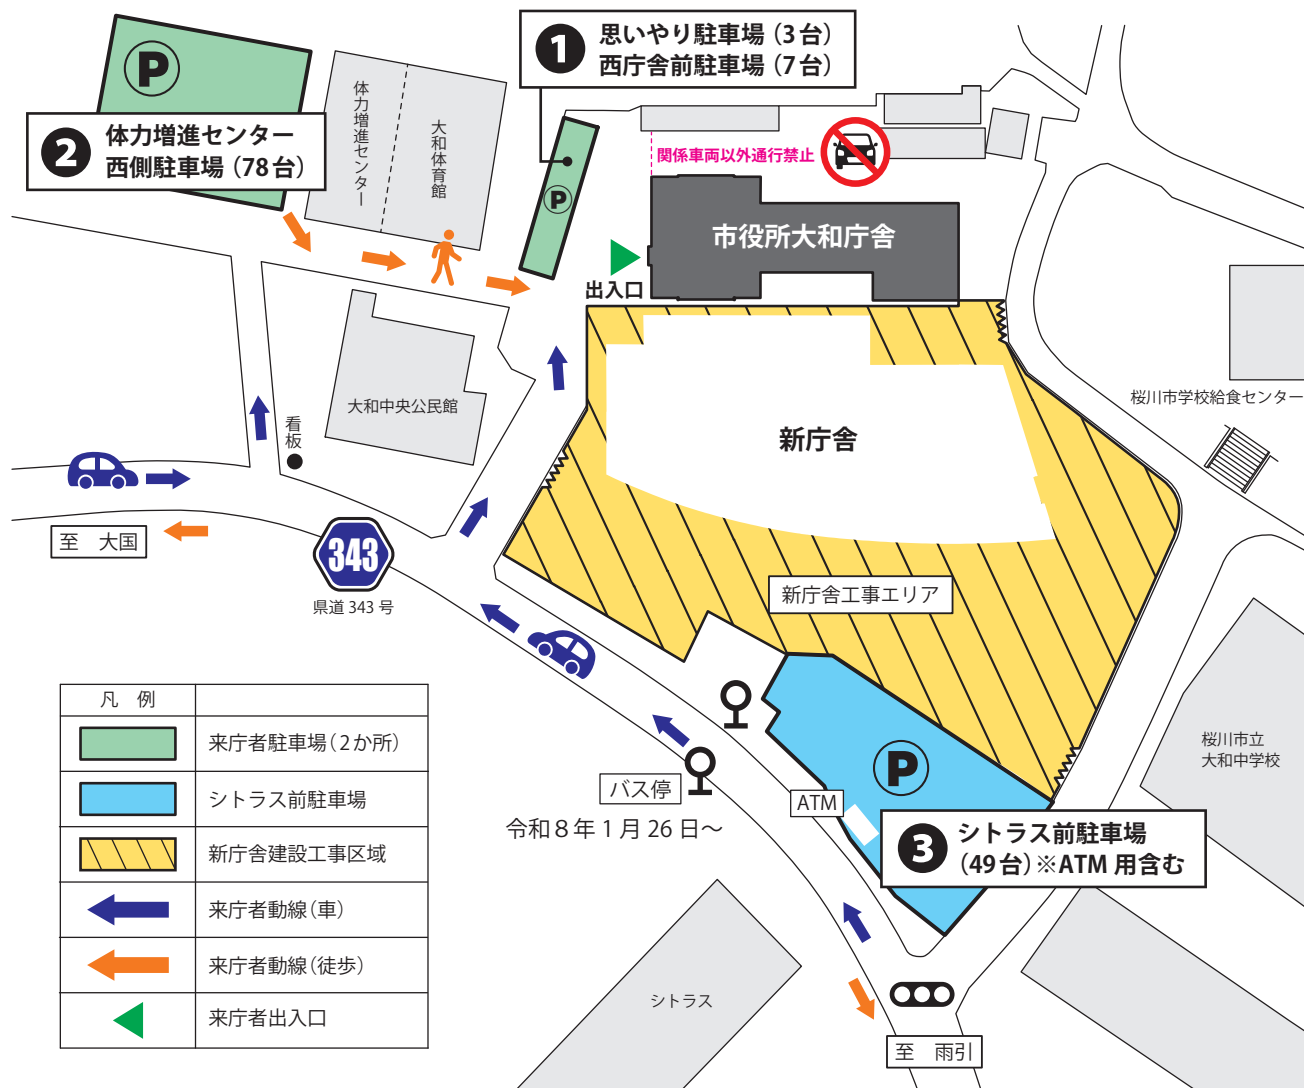 ❶ 思いやり駐車場（3台）
西庁舎前駐車場（7台）
P
❷ 体力増進センター
西側駐車場（78台）
体力増進センター
大和体育館
P
関係車両以外通行禁止
市役所大和庁舎
出入口
大和中央公民館
看板
新庁舎
桜川市学校給食センター
至　大国
343
県道 343 号
新庁舎工事エリア
バス停
令和８年１月 26 日～
ATM
P
❸ シトラス前駐車場
（49台）※ATM 用含む
桜川市立
大和中学校
シトラス
至　雨引
凡　例
来庁者駐車場（2か所）
シトラス前駐車場
新庁舎建設工事区域
来庁者動線（車）
来庁者動線（徒歩）
来庁者出入口